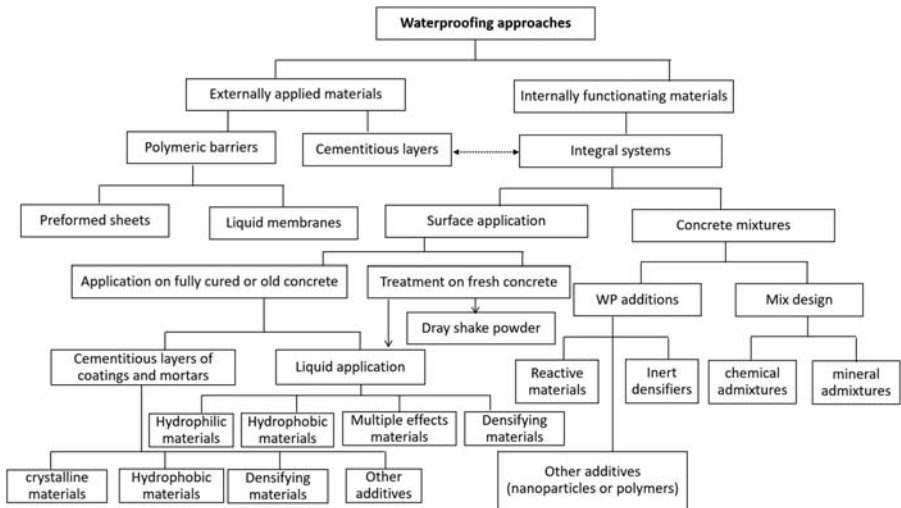 Waterproofing approaches
Externally applied materials
Internally functionating materials
Polymeric barriers
Cementitious layers
Integral systems
Preformed sheets
Liquid membranes
Surface application
Concrete mixtures
Application on fully cured or old concrete
Treatment on fresh concrete
WP additions
Mix design
Dray shake powder
Cementitious layers of
coatings and mortars
Liquid application
Reactive
materials
Inert
densifiers
chemical
admixtures
mineral
admixtures
Hydrophilic
materials
Hydrophobic
materials
Multiple effects
materials
Densifying
materials
crystalline
materials
Hydrophobic
materials
Densifying
materials
Other
additives
Other additives
(nanoparticles or polymers)